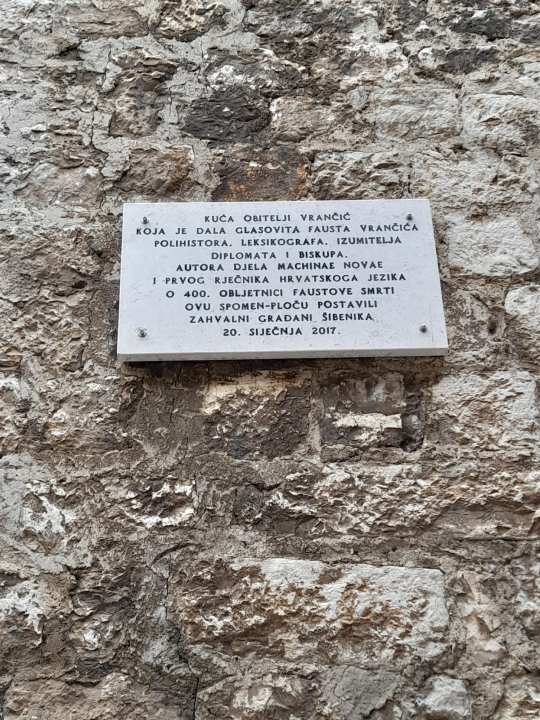 KUĆA OBITELJI VRANČIĆ
KOJA JE DALA GLASOVITA FAUSTA VRANČIĆA
POLIHISTORA, LEKSIKOGRAFA, IZUMITELJA
DIPLOMATA I BISKUPA,
AUTORA DJELA MACHINAE NOVAE
I PRVOG RJEČNIKA HRVATSKOGA JEZIKA
O 400. OBLJETNICI FAUSTOVE SMRTI
OVU SPOMEN-PLOČU POSTAVILI
ZAHVALNI GRAĐANI ŠIBENIKA
20. SIJEČNJA 2017.